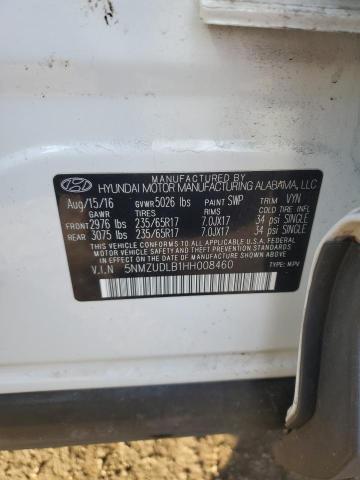 MANUFACTURED BY
HYUNDAI MOTOR MANUFACTURING ALABAMA, LLC
Aug/15/16 GVWR 5026 lbs PAINT SWP TRIM VYN
GAWR TIRES RIMS
FRONT 2976 lbs 235/65R17 7.0JX17 34 psi SINGLE
REAR 3075 lbs 235/65R17 7.0JX17 34 psi SINGLE
THIS VEHICLE CONFORMS TO ALL APPLICABLE U.S.A. FEDERAL MOTOR VEHICLE
SAFETY AND THEFT PREVENTION STANDARDS IN EFFECT ON THE DATE OF MANUFACTURE SHOWN ABOVE.
V.I.N 5NMZUDLB1HH008460
TYPE: MPV